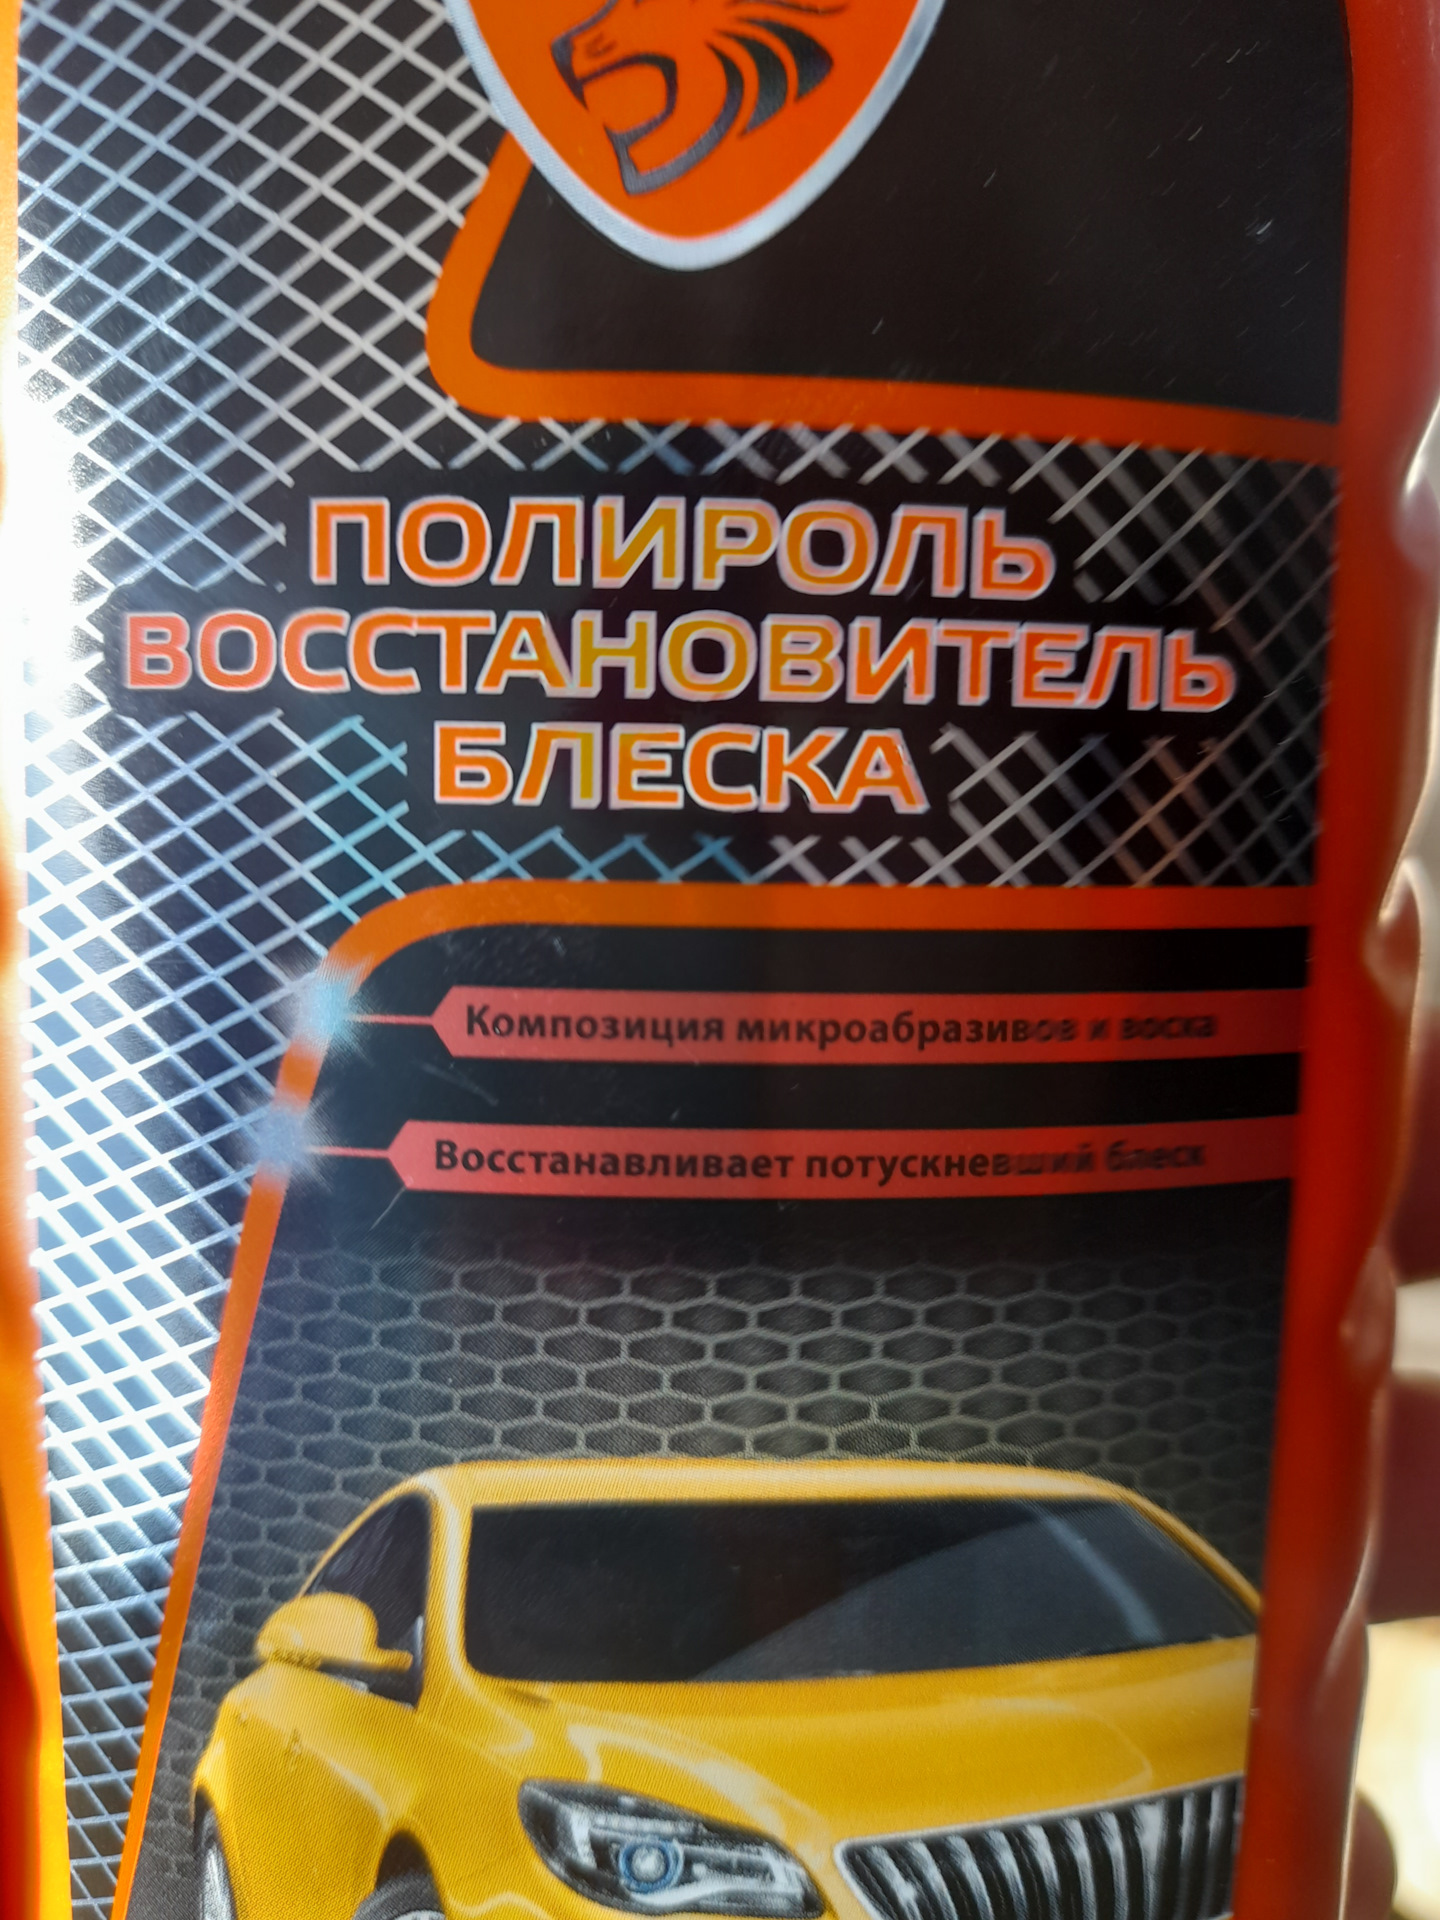 ПОЛИРОЛЬ
ВОССТАНОВИТЕЛЬ
БЛЕСКА
Композиция микроабразивов и воска
Восстанавливает потускневший блеск